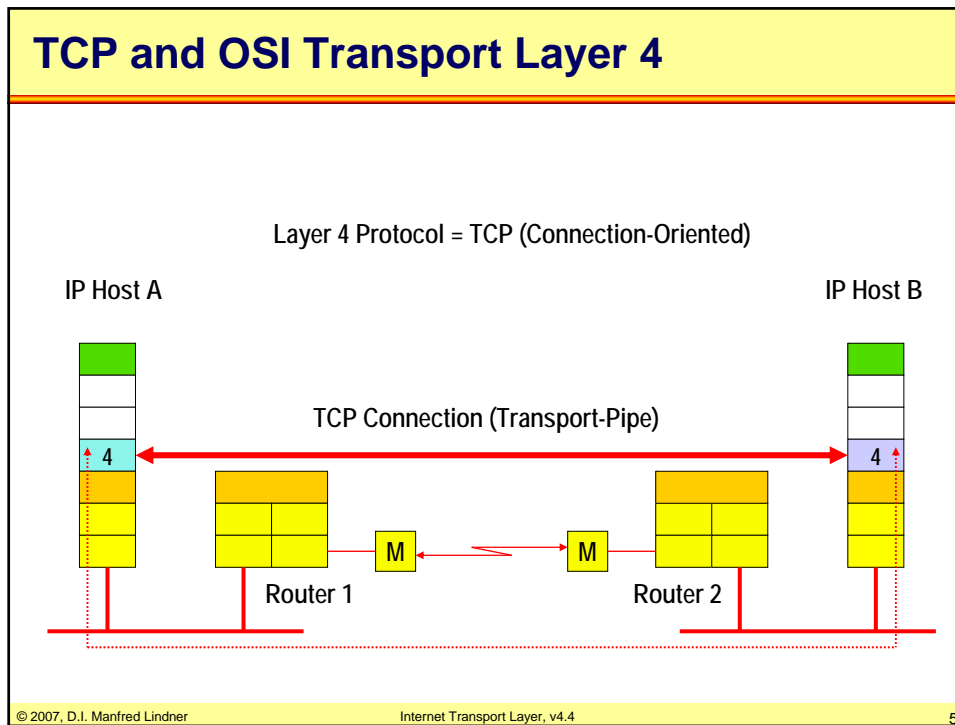 TCP and OSI Transport Layer 4
Layer 4 Protocol = TCP (Connection-Oriented)
IP Host A
IP Host B
TCP Connection (Transport-Pipe)
4
4
M
M
Router 1
Router 2
© 2007, D.I. Manfred Lindner
Internet Transport Layer, v4.4
5